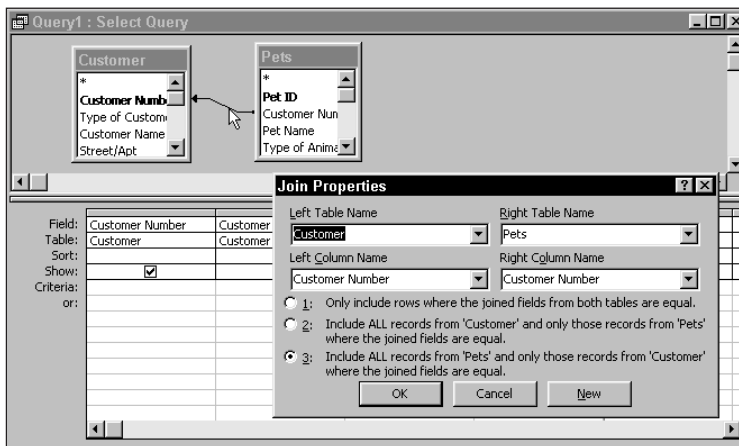 Query1 : Select Query
Customer
*
Customer Numb
Type of Custom
Customer Name
Street/Apt
Pets
*
Pet ID
Customer Num
Pet Name
Type of Anima
Field: Customer Number Customer
Table: Customer Customer
Sort:
Show:
Criteria:
or:
Join Properties
Left Table Name Right Table Name
Customer Pets
Left Column Name Right Column Name
Customer Number Customer Number
1: Only include rows where the joined fields from both tables are equal.
2: Include ALL records from 'Customer' and only those records from 'Pets'
where the joined fields are equal.
3: Include ALL records from 'Pets' and only those records from 'Customer'
where the joined fields are equal.
OK Cancel New